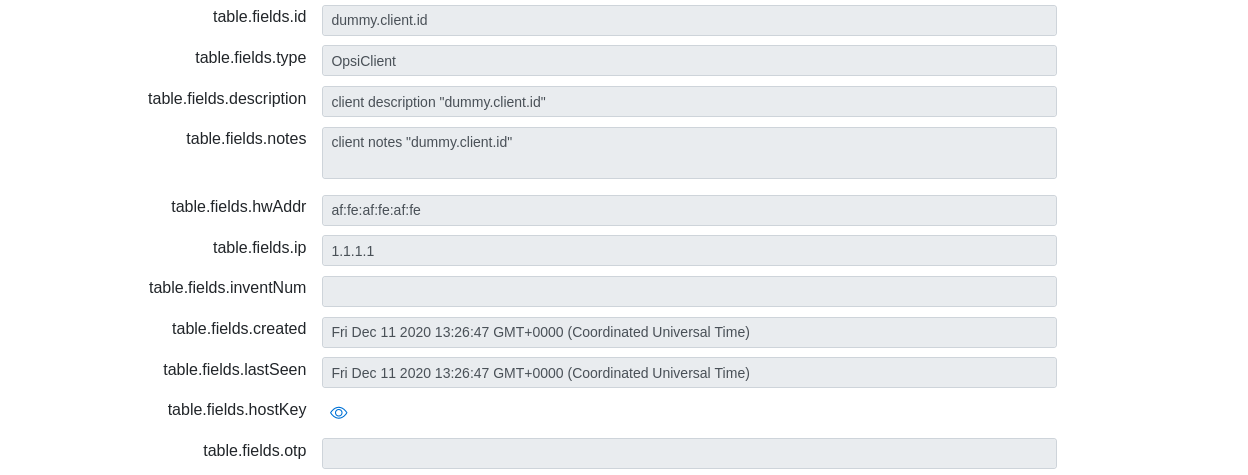 table.fields.id dummy.client.id
table.fields.type OpsiClient
table.fields.description client description "dummy.client.id"
table.fields.notes client notes "dummy.client.id"
table.fields.hwAddr af:fe:af:fe:af:fe
table.fields.ip 1.1.1.1
table.fields.inventNum
table.fields.created Fri Dec 11 2020 13:26:47 GMT+0000 (Coordinated Universal Time)
table.fields.lastSeen Fri Dec 11 2020 13:26:47 GMT+0000 (Coordinated Universal Time)
table.fields.hostKey
table.fields.otp